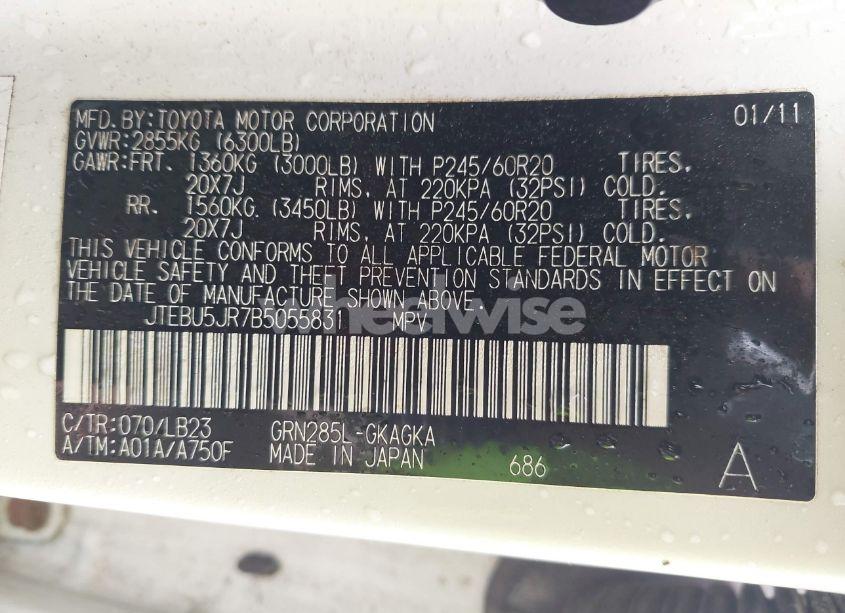 MFD. BY:TOYOTA MOTOR CORPORATION 01/11
GVWR:2855KG (6300LB)
GAWR:FRT. 1360KG (3000LB) WITH P245/60R20 TIRES,
20X7J RIMS, AT 220KPA (32PSI) COLD.
RR. 1560KG (3450LB) WITH P245/60R20 TIRES,
20X7J RIMS, AT 220KPA (32PSI) COLD.
THIS VEHICLE CONFORMS TO ALL APPLICABLE FEDERAL MOTOR
VEHICLE SAFETY AND THEFT PREVENTION STANDARDS IN EFFECT ON
THE DATE OF MANUFACTURE SHOWN ABOVE.
wheelwise
JTEBU5JR7B5055831 MPV
C/TR:070/LB23 GRN285L-GKAGKA
A/TM:A01A/A750F MADE IN JAPAN 686 A